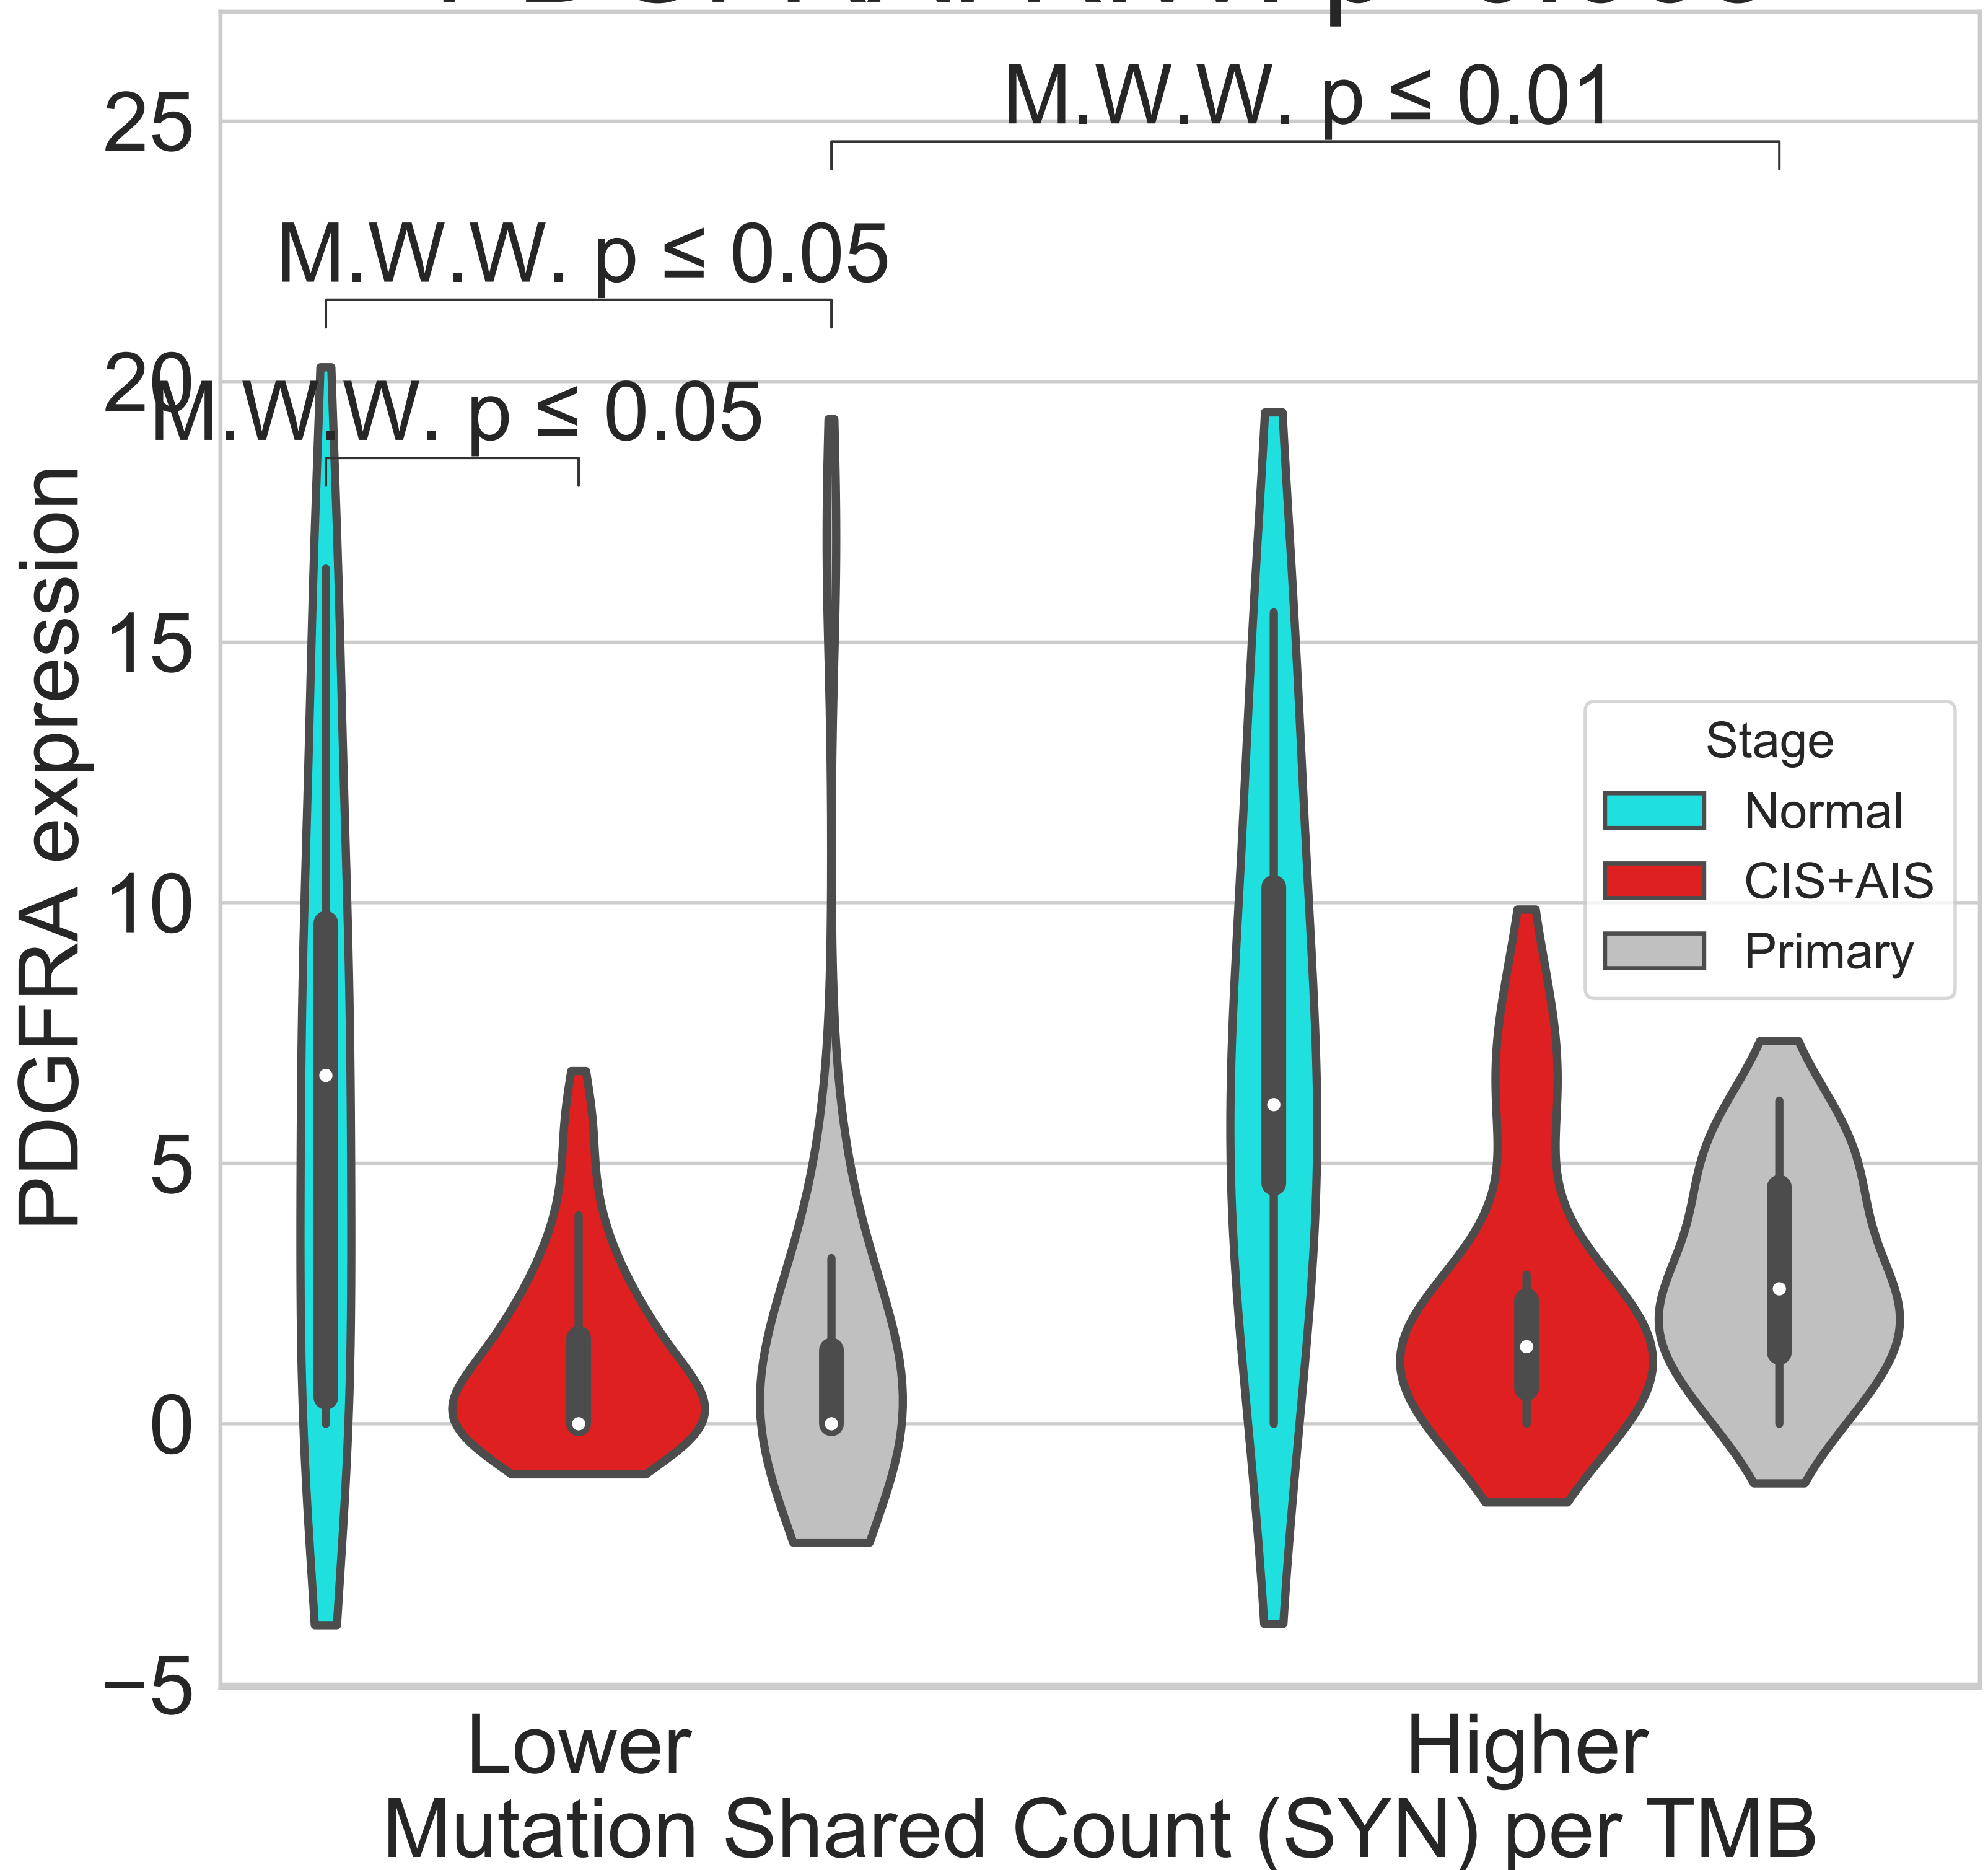 M.W.W. p ≤ 0.01
M.W.W. p ≤ 0.05
M.W.W. p ≤ 0.05
25
20
15
10
5
0
−5
PDGFRA expression
Stage
Normal
CIS+AIS
Primary
Lower
Higher
Mutation Shared Count (SYN) per TMB